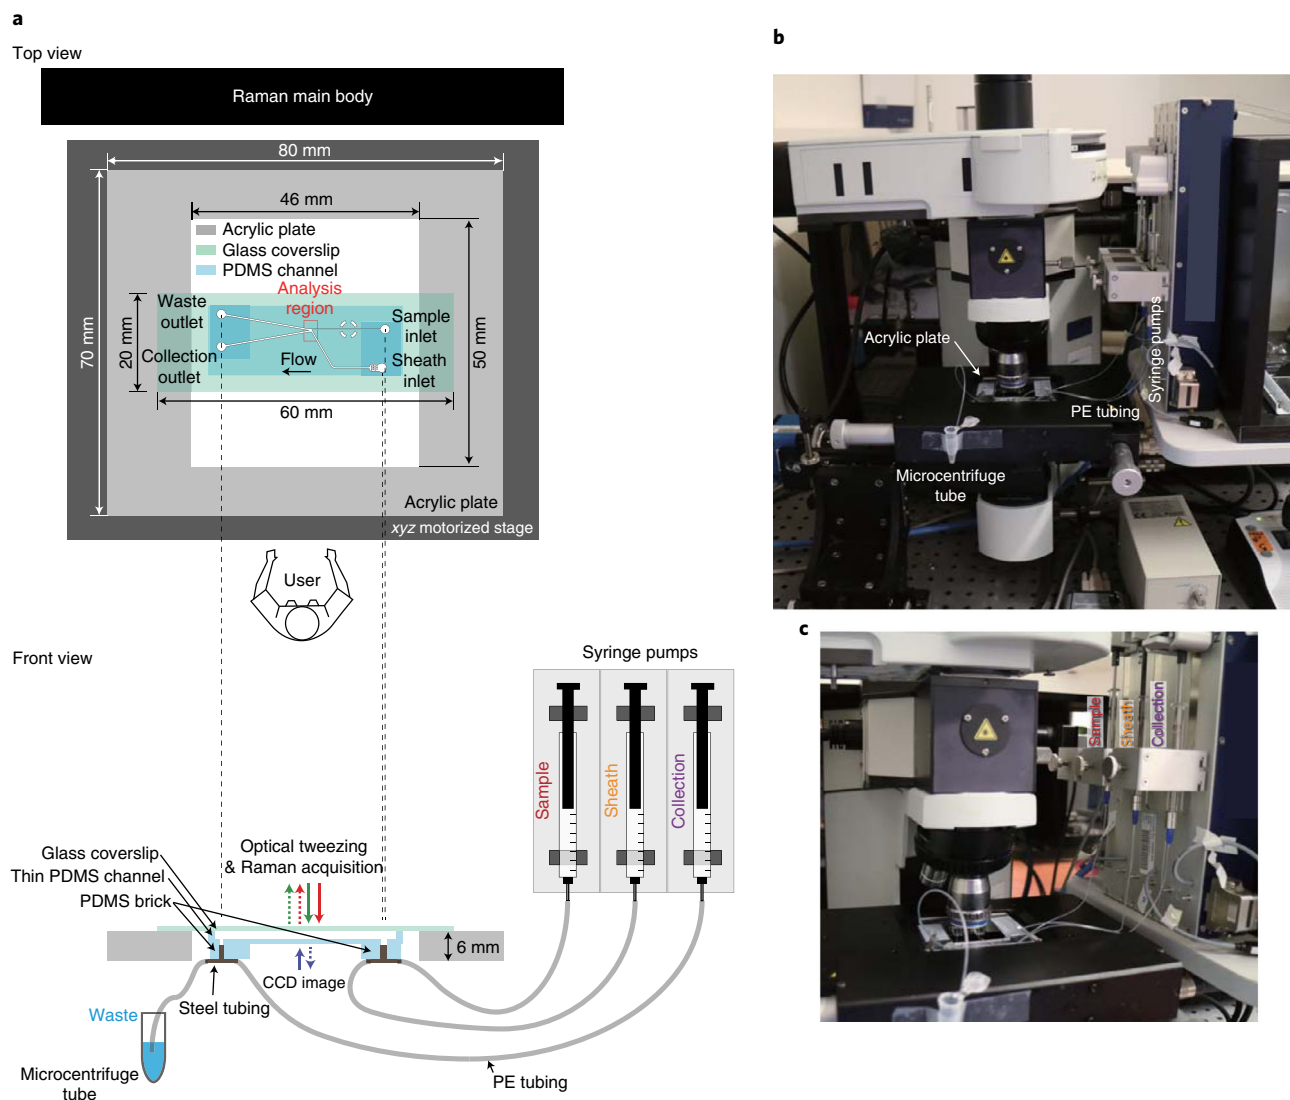 a
Top view
Raman main body
80 mm
46 mm
Acrylic plate
Glass coverslip
PDMS channel
Analysis
region
Waste
outlet
Sample
inlet
Collection
outlet
Flow
Sheath
inlet
70 mm
20 mm
50 mm
60 mm
Acrylic plate
xyz motorized stage
User
Front view
Syringe pumps
Sample
Sheath
Collection
Glass coverslip
Thin PDMS channel
PDMS brick
Optical tweezing
& Raman acquisition
6 mm
CCD image
Steel tubing
Waste
Microcentrifuge
tube
PE tubing
b
Acrylic plate
Syringe pumps
PE tubing
Microcentrifuge
tube
c
Sample
Sheath
Collection